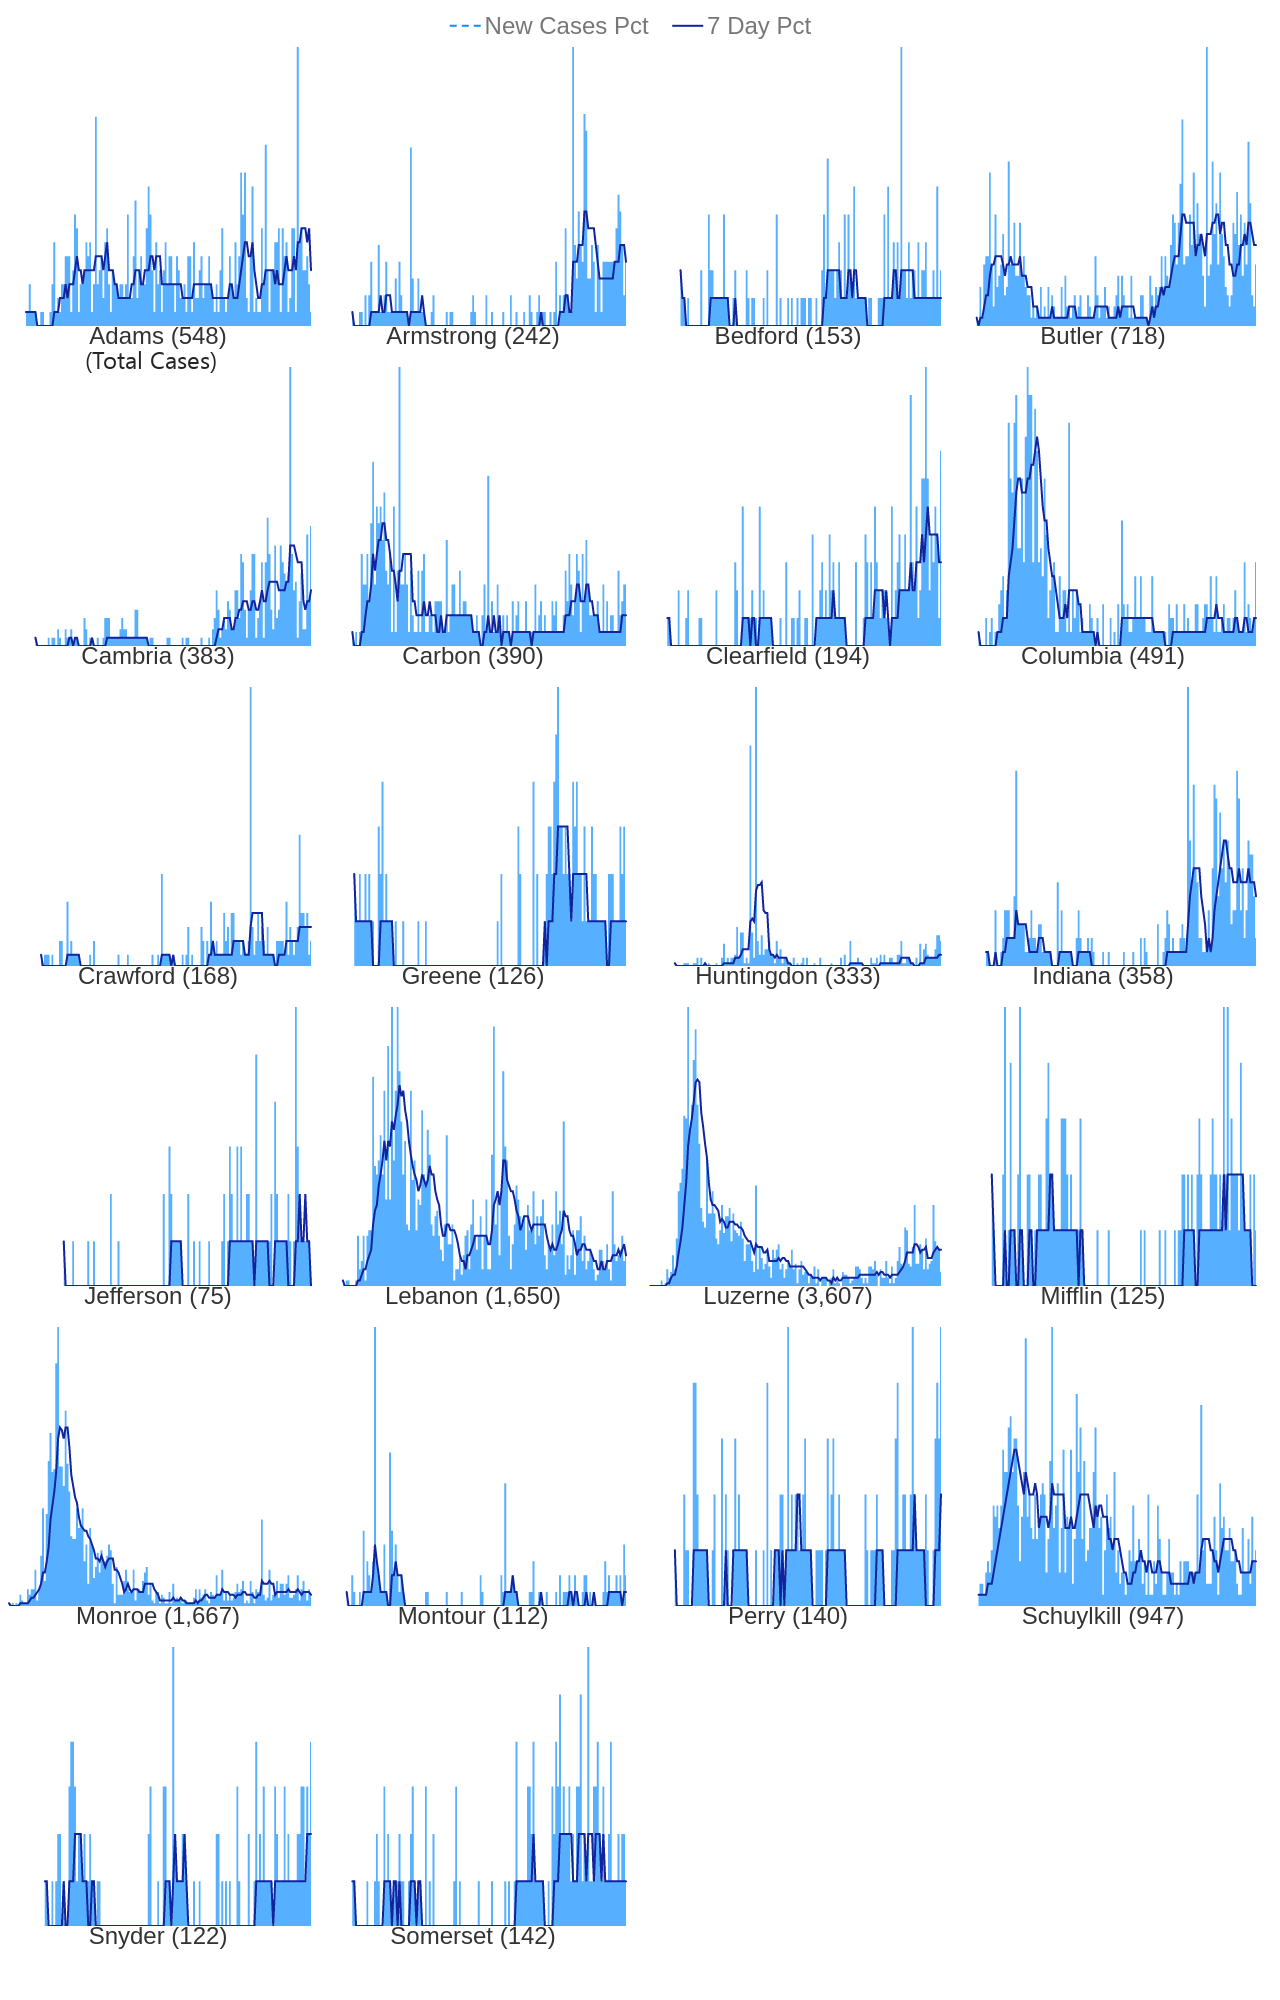 New Cases Pct 7 Day Pct
Adams (548) Armstrong (242) Bedford (153) Butler (718)
(Total Cases)
Cambria (383) Carbon (390) Clearfield (194) Columbia (491)
Crawford (168) Greene (126) Huntingdon (333) Indiana (358)
Jefferson (75) Lebanon (1,650) Luzerne (3,607) Mifflin (125)
Monroe (1,667) Montour (112) Perry (140) Schuylkill (947)
Snyder (122) Somerset (142)